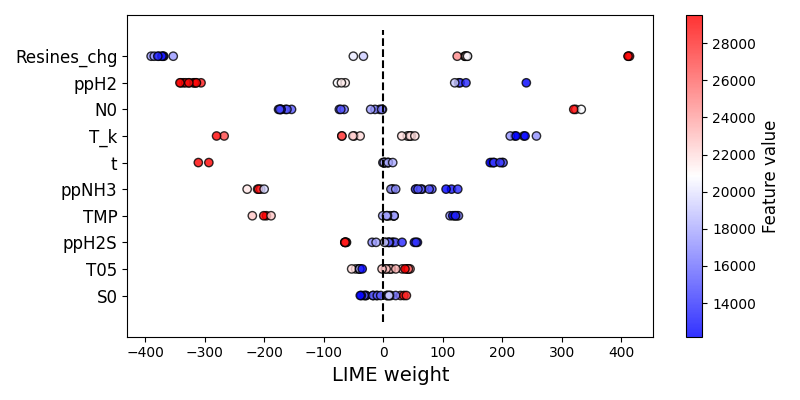 Resines_chg
ppH2
N0
T_k
t
ppNH3
TMP
ppH2S
T05
S0
−400 −300 −200 −100 0 100 200 300 400
LIME weight
28000
26000
24000
22000
20000
18000
16000
14000
Feature value